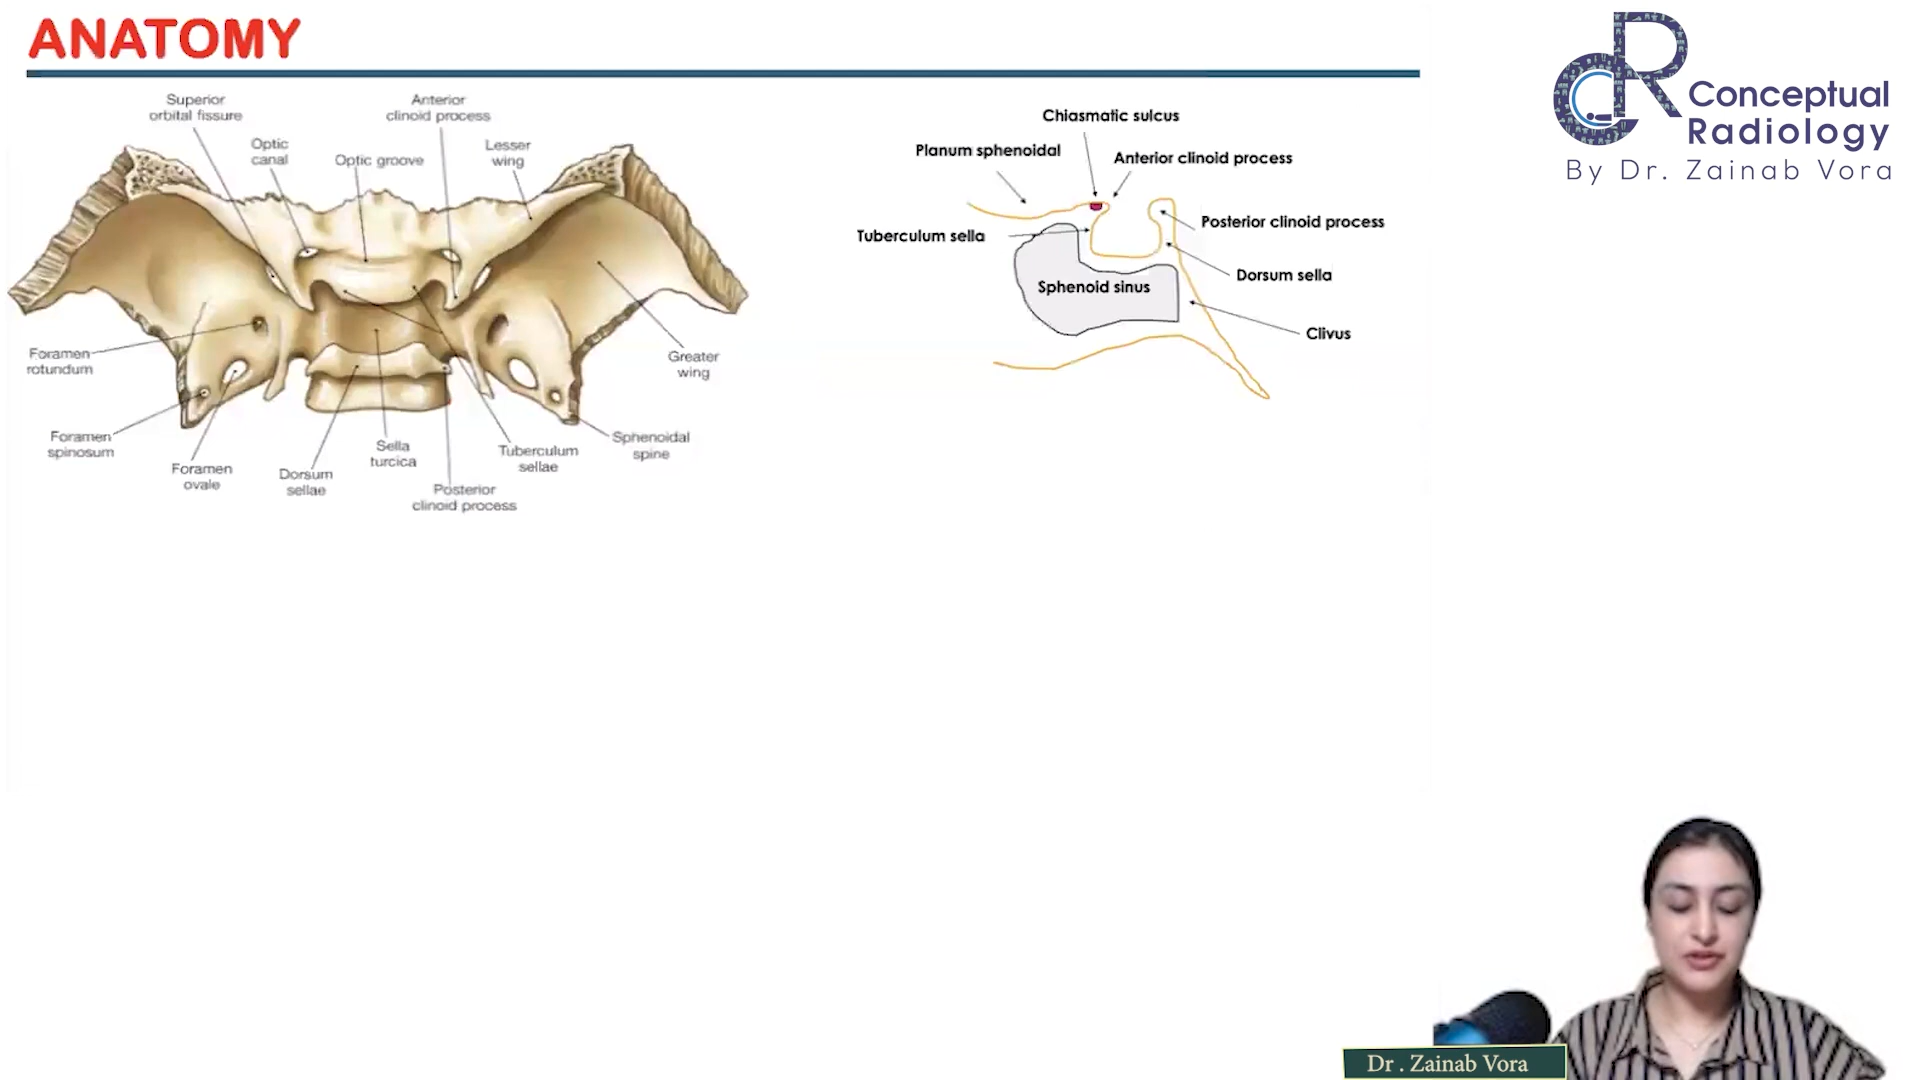 ANATOMY
Conceptual
Radiology
By Dr. Zainab Vora
Superior
orbital fissure
Anterior
clinoid process
Optic
canal
Optic groove
Lesser
wing
Foramen
rotundum
Greater
wing
Foramen
spinosum
Foramen
ovale
Dorsum
sellae
Sella
turcica
Tuberculum
sellae
Posterior
clinoid process
Sphenoidal
spine
Chiasmatic sulcus
Planum sphenoidal
Anterior clinoid process
Tuberculum sella
Posterior clinoid process
Dorsum sella
Sphenoid sinus
Clivus
Dr . Zainab Vora